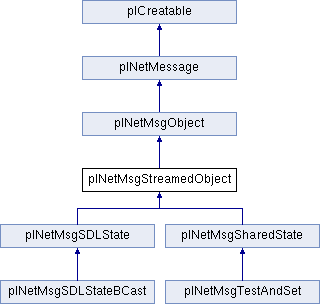 plCreatable
plNetMessage
plNetMsgObject
plNetMsgStreamedObject
plNetMsgSDLState
plNetMsgSharedState
plNetMsgSDLStateBCast
plNetMsgTestAndSet